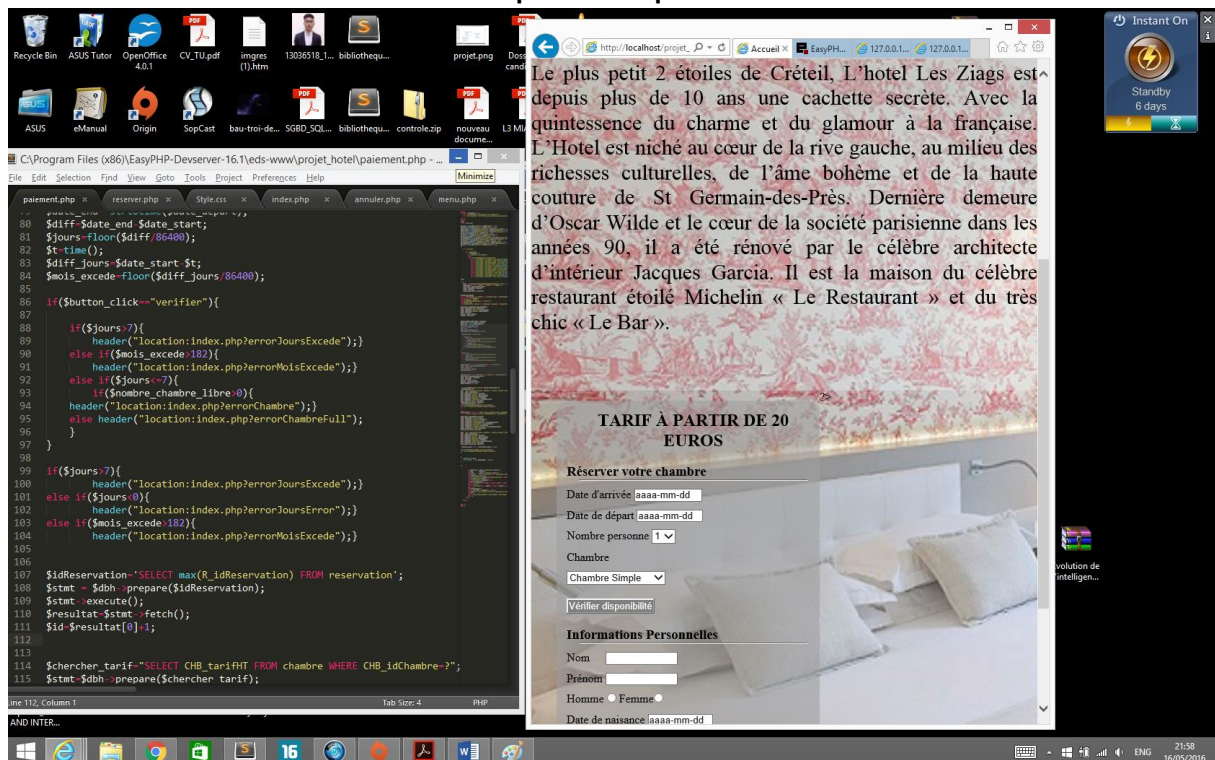 Recycle Bin
ASUS Tutor
OpenOffice 4.0.1
CV_TU.pdf
imgres (1).htm
13036518_1...
bibliothequ...
projet.png
ASUS
eManual
Origin
SopCast
bau-troi-de...
SGBD_SQL...
bibliothequ...
controle.zip
nouveau docume...
C:\Program Files (x86)\EasyPHP-Devserver-16.1\eds-www\projet_hotel\paiement.php - ...
Minimize
File Edit Selection Find View Goto Tools Project Preferences Help
paiement.php × reserver.php × Style.css × index.php × annuler.php × menu.php ×
80 $diff=$date_end-$date_start;
81 $jours=floor($diff/86400);
82 $t=time();
83 $diff_jours=$date_start-$t;
84 $mois_excede=floor($diff_jours/86400);
85
86 if($button_click=="verifier"){
87
88 if($jours>7){
89 header("location:index.php?errorJoursExcede");}
90 else if($mois_excede>182){
91 header("location:index.php?errorMoisExcede");}
92 else if($jours<=7){
93 if($nombre_chambre_libre>0){
94 header("location:index.php?errorChambre");}
95 else header("location:index.php?errorChambreFull");
96 }
97 }
98
99 if($jours>7){
100 header("location:index.php?errorJoursExcede");}
101 else if($jours<0){
102 header("location:index.php?errorJoursError");}
103 else if($mois_excede>182){
104 header("location:index.php?errorMoisExcede");}
105
106
107 $idReservation='SELECT max(R_idReservation) FROM reservation';
108 $stmt = $dbh->prepare($idReservation);
109 $stmt->execute();
110 $resultat=$stmt->fetch();
111 $id=$resultat[0]+1;
112
113
114 $chercher_tarif="SELECT CHB_tarifHT FROM chambre WHERE CHB_idChambre=?";
115 $stmt=$dbh->prepare($chercher_tarif);
Line 112, Column 1 Tab Size: 4 PHP
AND INTER...
http://localhost/projet_ Accueil × EasyPH... 127.0.0.1... 127.0.0.1...
Le plus petit 2 étoiles de Créteil, L'hotel Les Ziags est
depuis plus de 10 ans une cachette secrète. Avec la
quintessence du charme et du glamour à la française.
L'Hotel est niché au cœur de la rive gauche, au milieu des
richesses culturelles, de l'âme bohème et de la haute
couture de St Germain-des-Près. Dernière demeure
d'Oscar Wilde et le cœur de la société parisienne dans les
années 90, il a été rénové par le célèbre architecte
d'intérieur Jacques Garcia. Il est la maison du célèbre
restaurant étoilé Michelin « Le Restaurant » et du très
chic « Le Bar ».
TARIF A PARTIR DE 20
EUROS
Réserver votre chambre
Date d'arrivée aaaa-mm-dd
Date de départ aaaa-mm-dd
Nombre personne 1
Chambre
Chambre Simple
Vérifier disponibilité
Informations Personnelles
Nom
Prénom
Homme Femme
Date de naisance aaaa-mm-dd
Instant On
Standby
6 days
16
ENG
21:58
16/05/2016